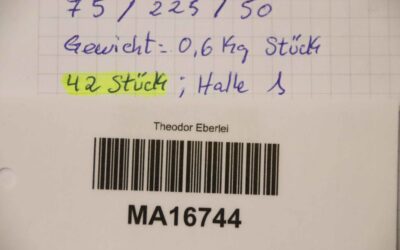 75 / 225 / 50
Gewicht = 0,6 Kg Stück
42 Stück ; Halle 1
Theodor Eberlei
MA16744